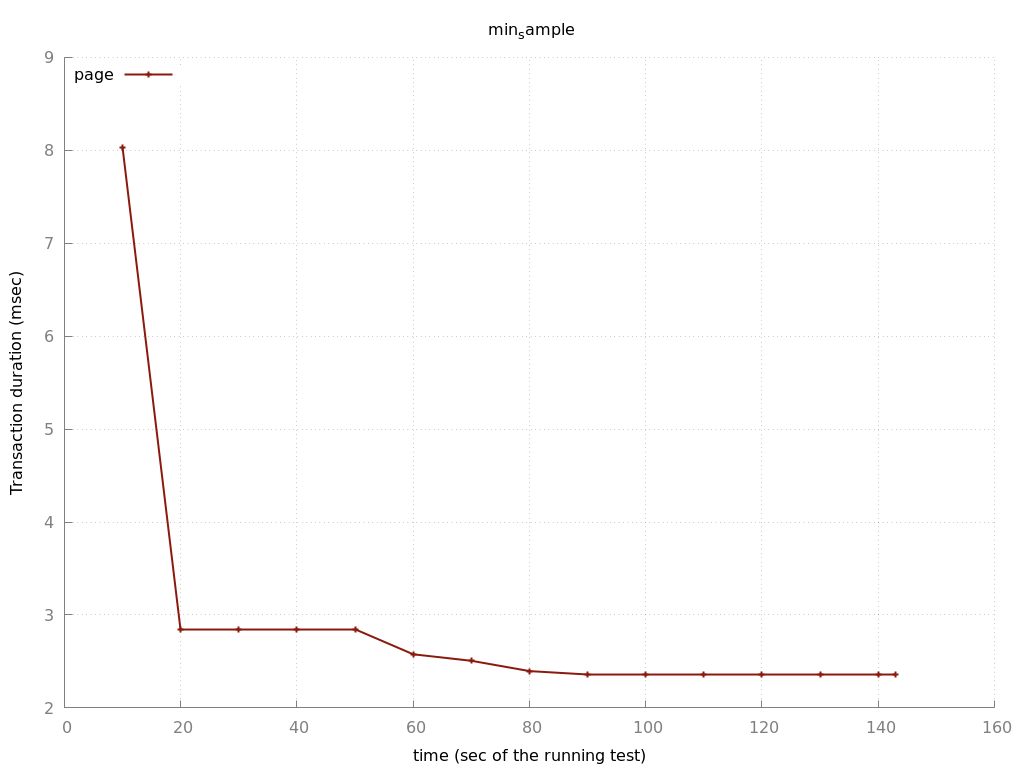 min_sample
9
page
8
7
6
5
4
3
2
Transaction duration (msec)
0 20 40 60 80 100 120 140 160
time (sec of the running test)